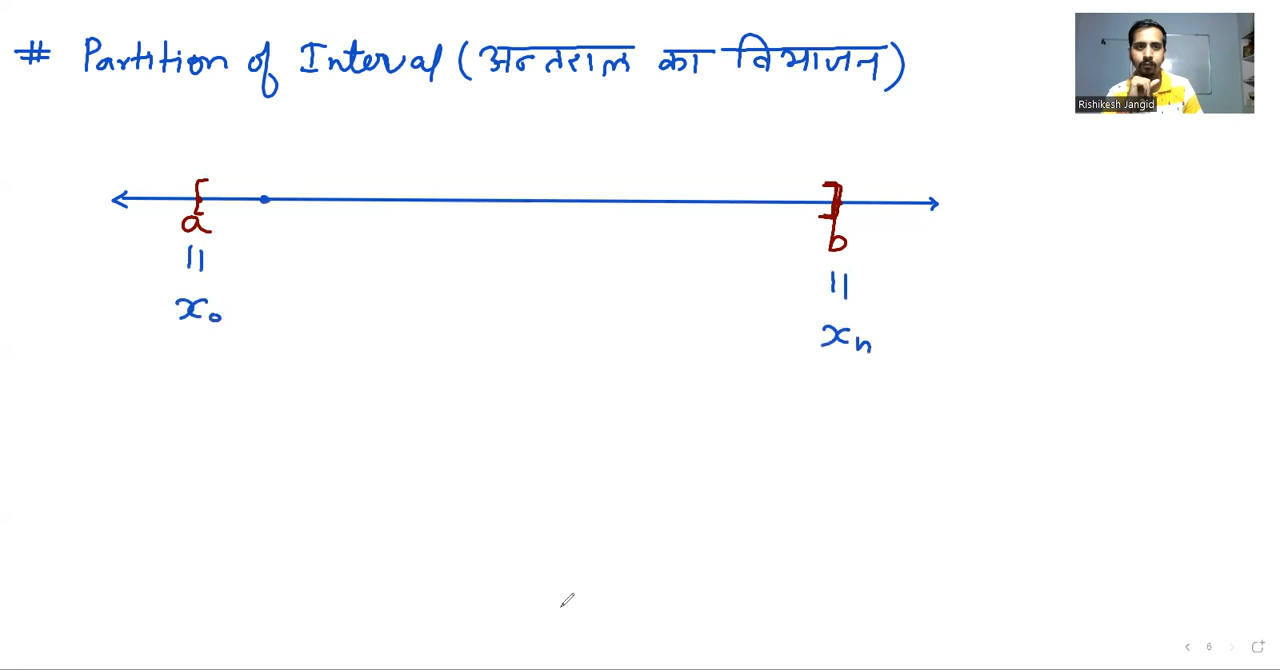 # Partition of Interval (अन्तराल का विभाजन)
Rishikesh Jangid
[ ]
a b
|| ||
x₀ xₙ
6